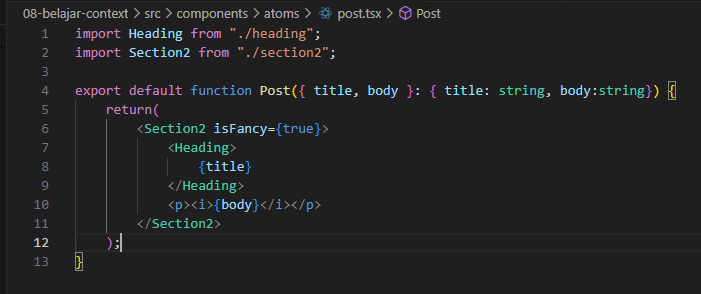 08-belajar-context > src > components > atoms > post.tsx > Post
1 import Heading from "./heading";
2 import Section2 from "./section2";
3
4 export default function Post({ title, body }: { title: string, body:string}) {
5     return(
6         <Section2 isFancy={true}>
7             <Heading>
8                 {title}
9             </Heading>
10             <p><i>{body}</i></p>
11         </Section2>
12     );
13 }